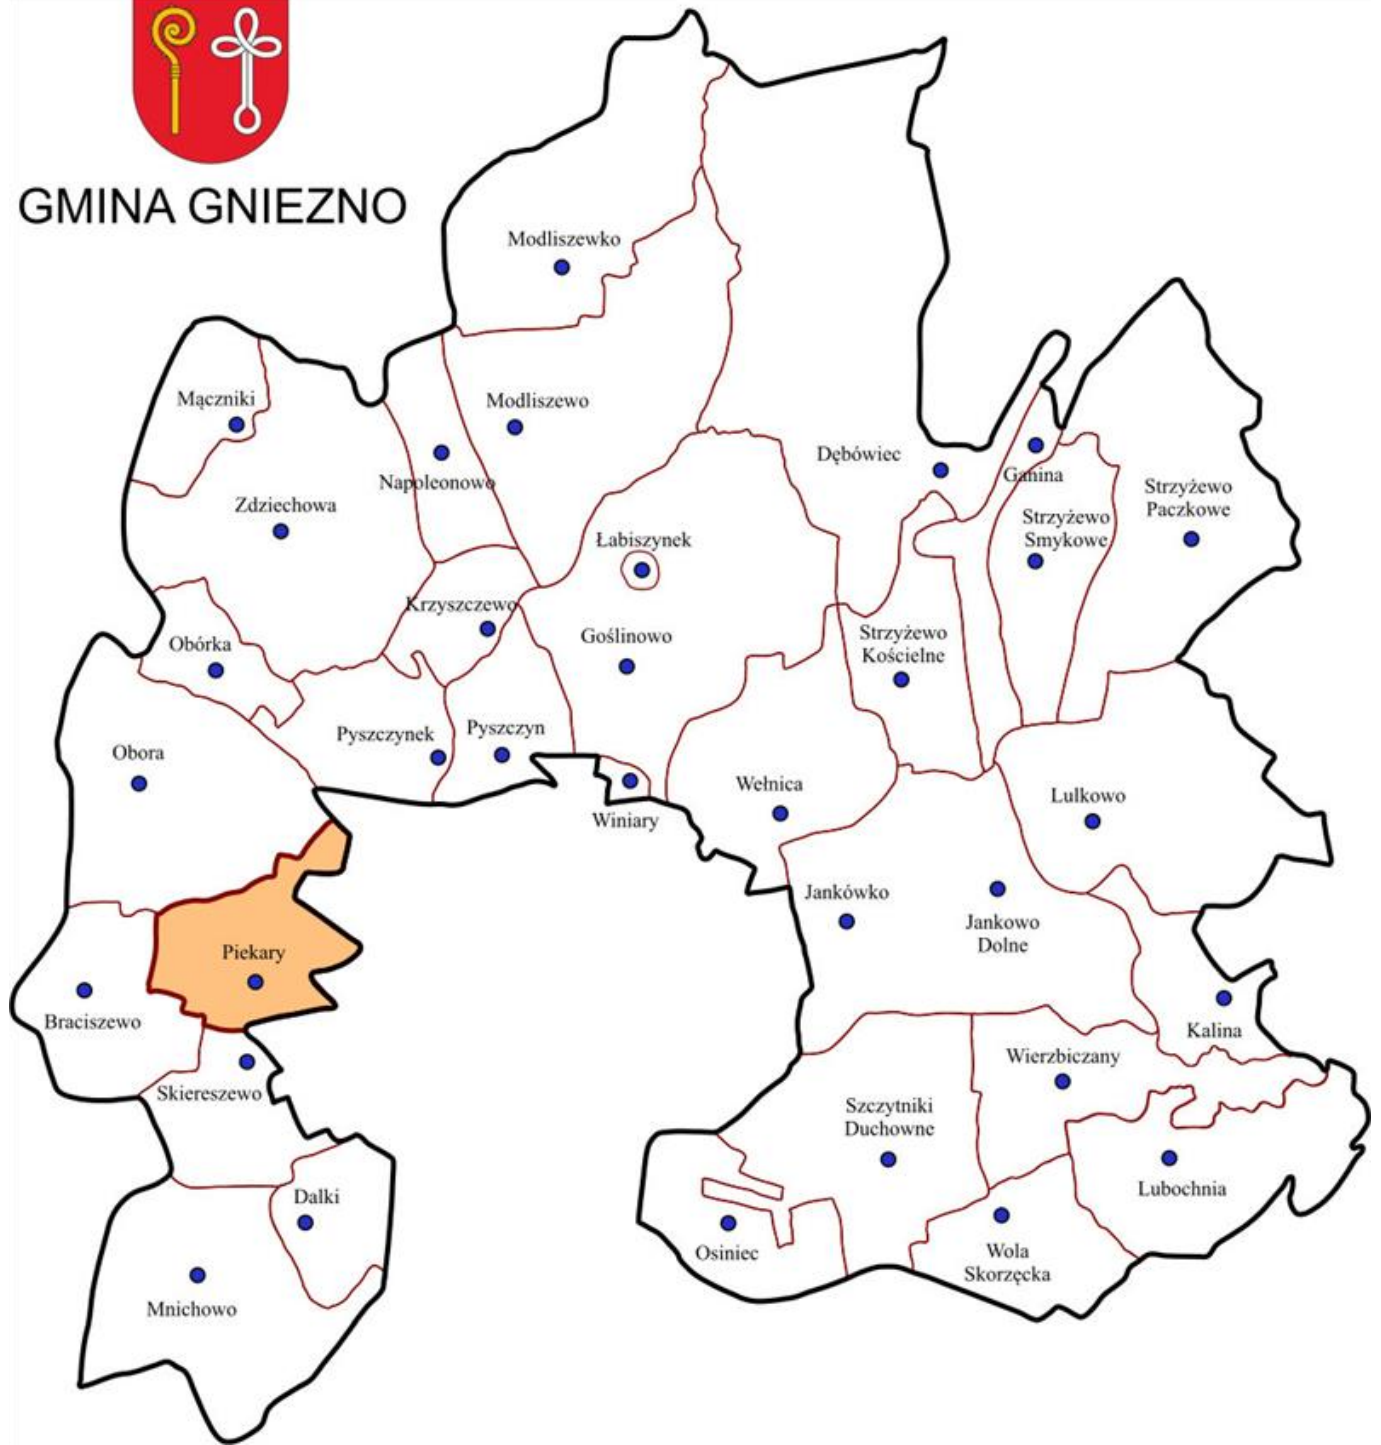 GMINA GNIEZNO
Modliszewko
Mączniki
Modliszewo
Napoleonowo
Dębówiec
Ganina
Strzyżewo
Paczkowe
Zdziechowa
Strzyżewo
Smykowe
Łabiszynek
Krzyszczewo
Goślinowo
Obórka
Strzyżewo
Kościelne
Pyszczynek
Pyszczyn
Obora
Wełnica
Winiary
Lulkowo
Jankówko
Jankowo
Dolne
Piekary
Braciszewo
Kalina
Wierzbiczany
Skiereszewo
Szczytniki
Duchowne
Dalki
Lubochnia
Osiniec
Wola
Skorzęcka
Mnichowo